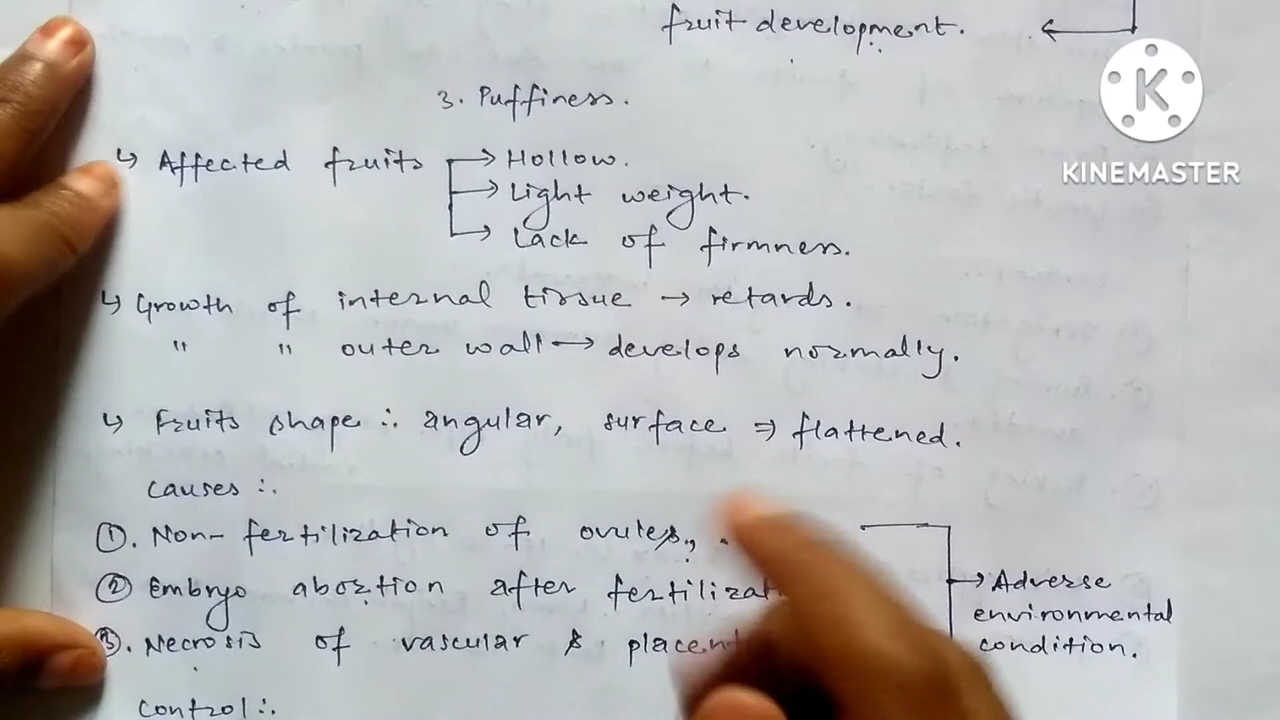 fruit development. ←
3. Puffiness.
↳ Affected fruits → Hollow.
→ Light weight.
→ Lack of firmness.
↳ Growth of internal tissue → retards.
" " outer wall → develops normally.
↳ Fruits shape :. angular, surface ⇒ flattened.
causes :.
①. Non-fertilization of ovules,
② Embryo abortion after
③. Necrosis of vascular &
→ Adverse
environmental
condition.
control :.
K
KINEMASTER